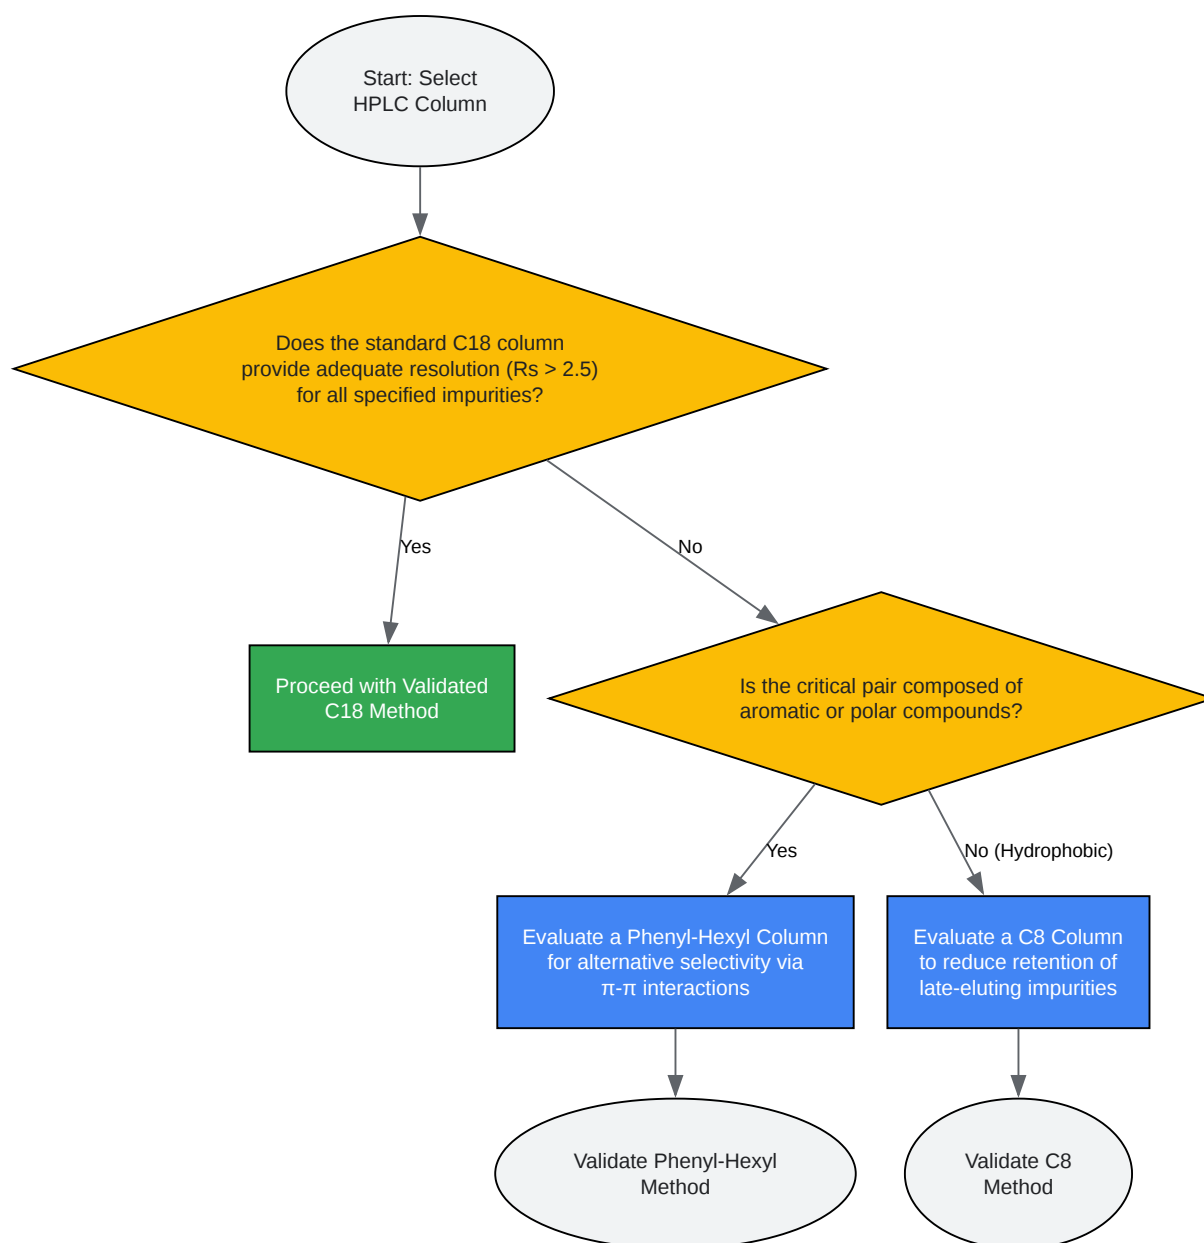 Start: Select
HPLC Column
Does the standard C18 column
provide adequate resolution (Rs > 2.5)
for all specified impurities?
Yes
No
Proceed with Validated
C18 Method
Is the critical pair composed of
aromatic or polar compounds?
Yes
No (Hydrophobic)
Evaluate a Phenyl-Hexyl Column
for alternative selectivity via
π-π interactions
Evaluate a C8 Column
to reduce retention of
late-eluting impurities
Validate Phenyl-Hexyl
Method
Validate C8
Method